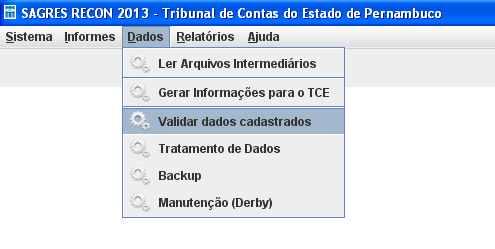 SAGRES RECON 2013 - Tribunal de Contas do Estado de Pernambuco
Sistema Informes Dados Relatórios Ajuda
Ler Arquivos Intermediários
Gerar Informações para o TCE
Validar dados cadastrados
Tratamento de Dados
Backup
Manutenção (Derby)